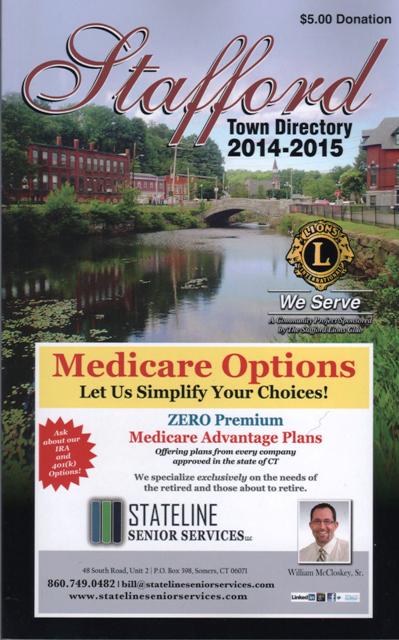 $5.00 Donation
Stafford
Town Directory
2014-2015
LIONS
L
INTERNATIONAL
We Serve
A Community Project Sponsored
by The Stafford Lions Club
Medicare Options
Let Us Simplify Your Choices!
Ask
about our
IRA
and
401(k)
Options!
ZERO Premium
Medicare Advantage Plans
Offering plans from every company
approved in the state of CT
We specialize exclusively on the needs of
the retired and those about to retire.
STATELINE
SENIOR SERVICES LLC
William McCloskey, Sr.
48 South Road, Unit 2 | P.O. Box 398, Somers, CT 06071
860.749.0482 | bill@statelineseniorservices.com
www.statelineseniorservices.com
LinkedIn